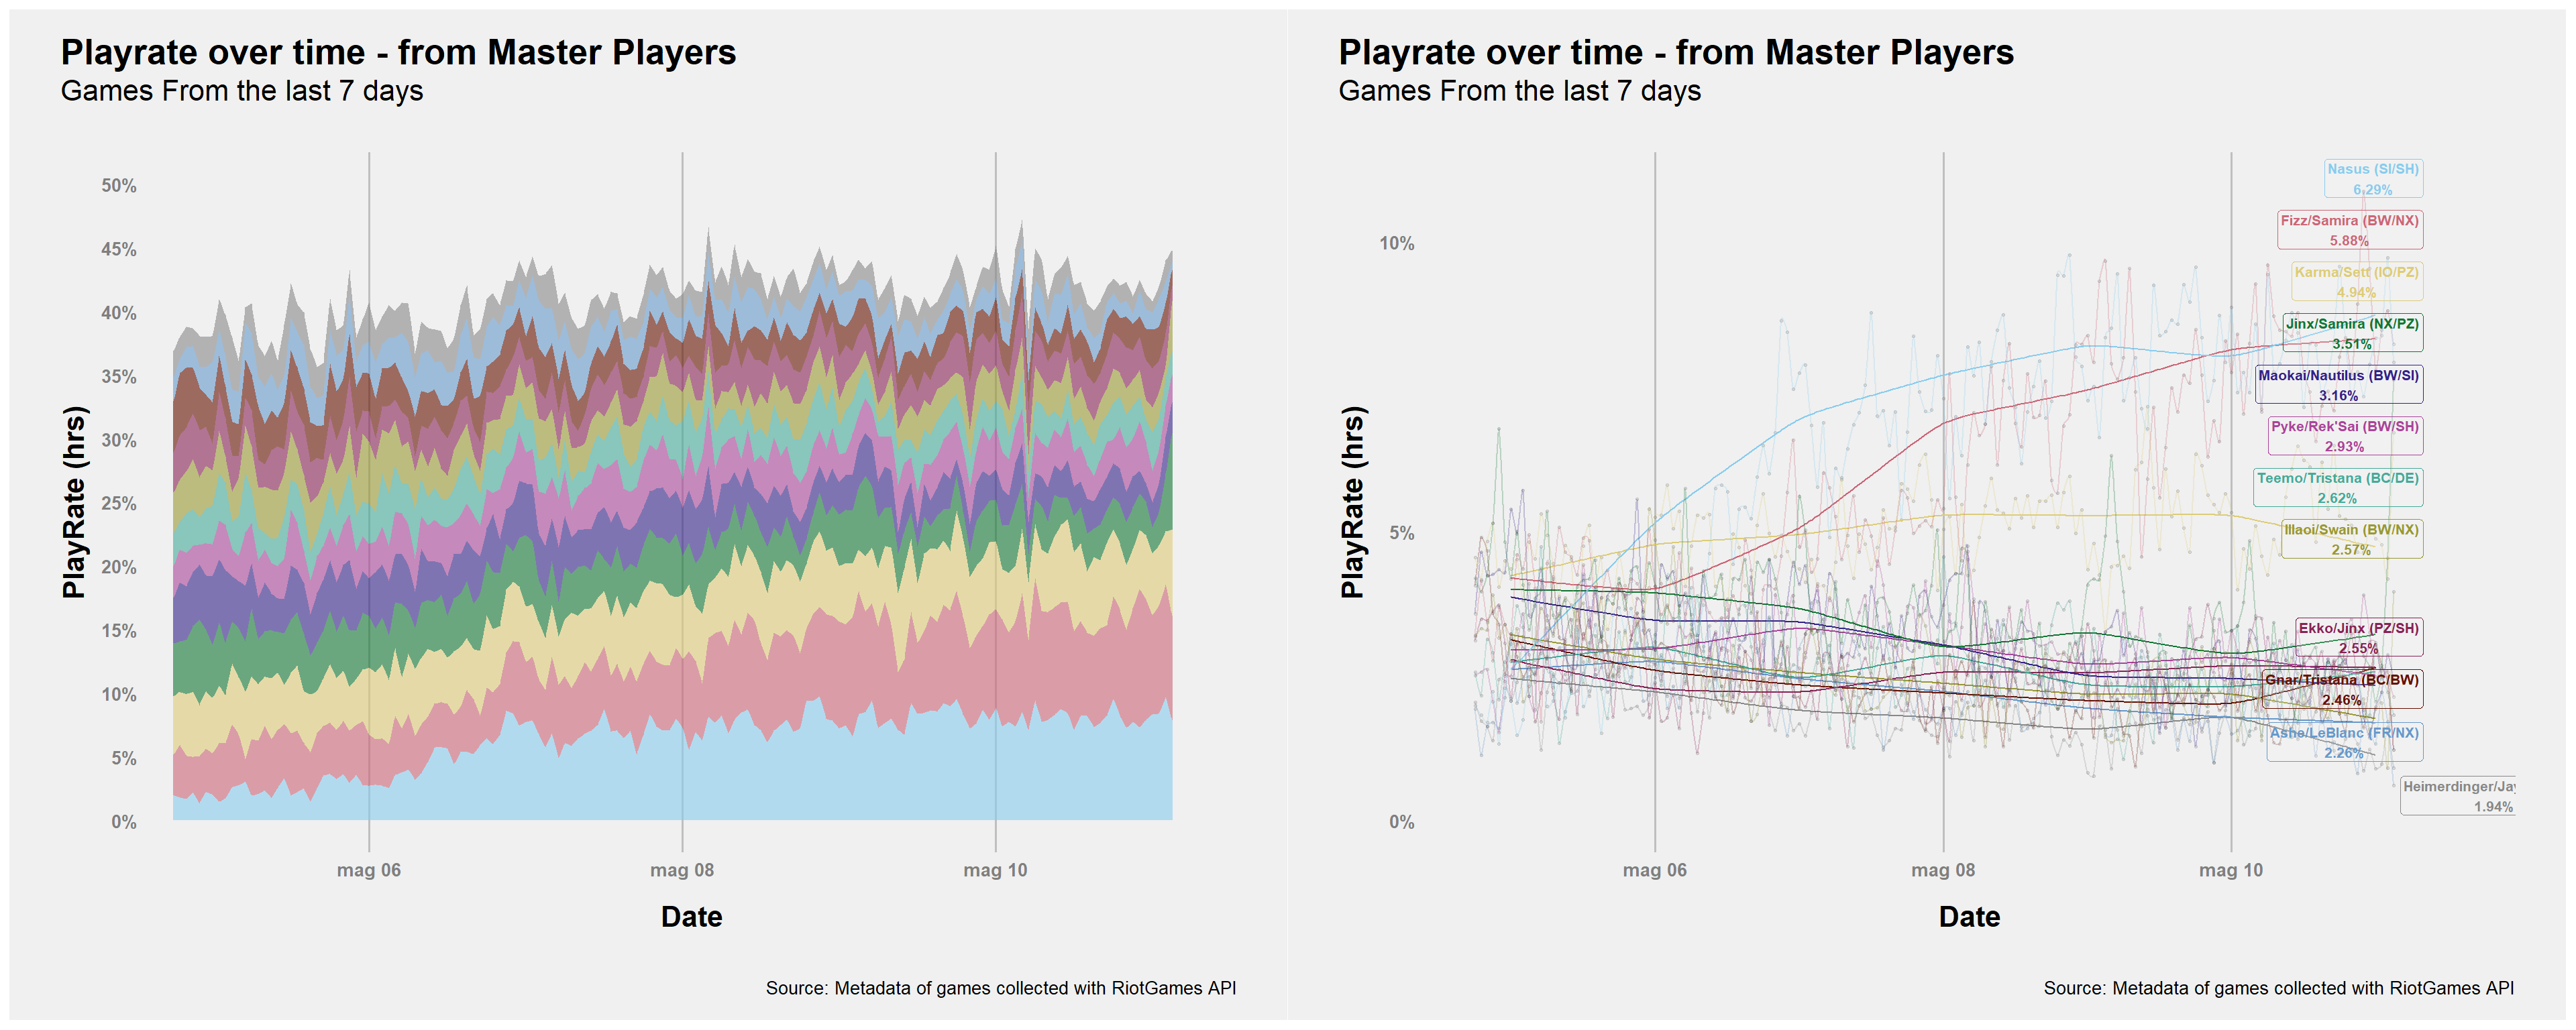 Playrate over time - from Master Players
Games From the last 7 days
50%
45%
40%
35%
30%
25%
20%
15%
10%
5%
0%
PlayRate (hrs)
mag 06
mag 08
mag 10
Date
Source: Metadata of games collected with RiotGames API
Playrate over time - from Master Players
Games From the last 7 days
10%
5%
0%
PlayRate (hrs)
Nasus (SI/SH)
6.29%
Fizz/Samira (BW/NX)
5.88%
Karma/Sett (IO/PZ)
4.94%
Jinx/Samira (NX/PZ)
3.51%
Maokai/Nautilus (BW/SI)
3.16%
Pyke/Rek'Sai (BW/SH)
2.93%
Teemo/Tristana (BC/DE)
2.62%
Illaoi/Swain (BW/NX)
2.57%
Ekko/Jinx (PZ/SH)
2.55%
Gnar/Tristana (BC/BW)
2.46%
Ashe/LeBlanc (FR/NX)
2.26%
Heimerdinger/Jay
1.94%
mag 06
mag 08
mag 10
Date
Source: Metadata of games collected with RiotGames API